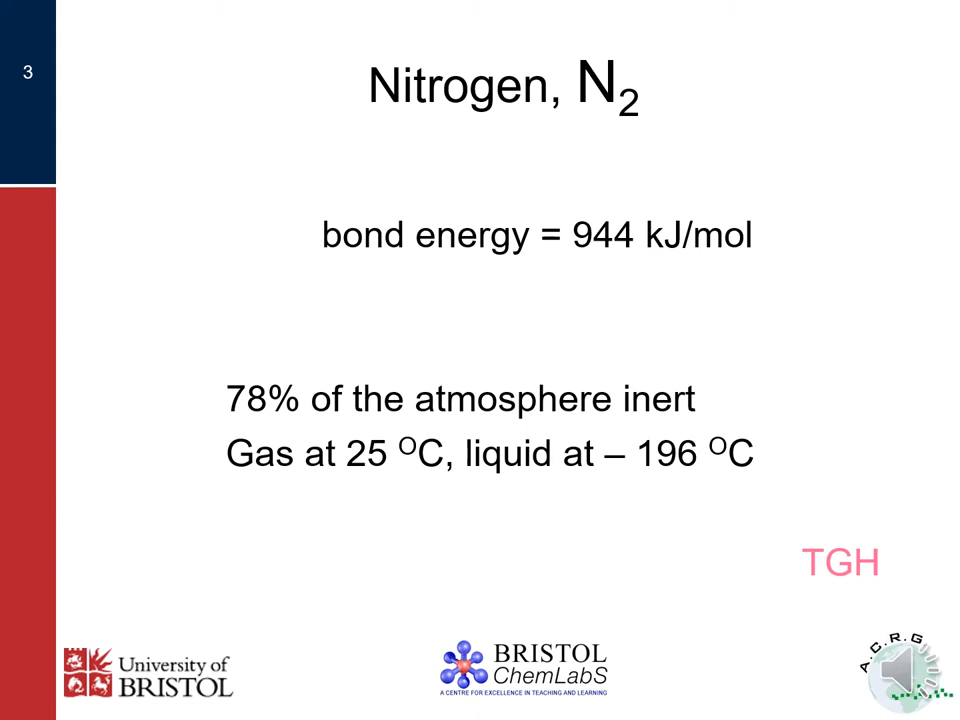 3
Nitrogen, N₂
bond energy = 944 kJ/mol
78% of the atmosphere inert
Gas at 25 ᴼC, liquid at – 196 ᴼC
TGH
University of
BRISTOL
BRISTOL
ChemLabS
A CENTRE FOR EXCELLENCE IN TEACHING AND LEARNING
A.C.R.G